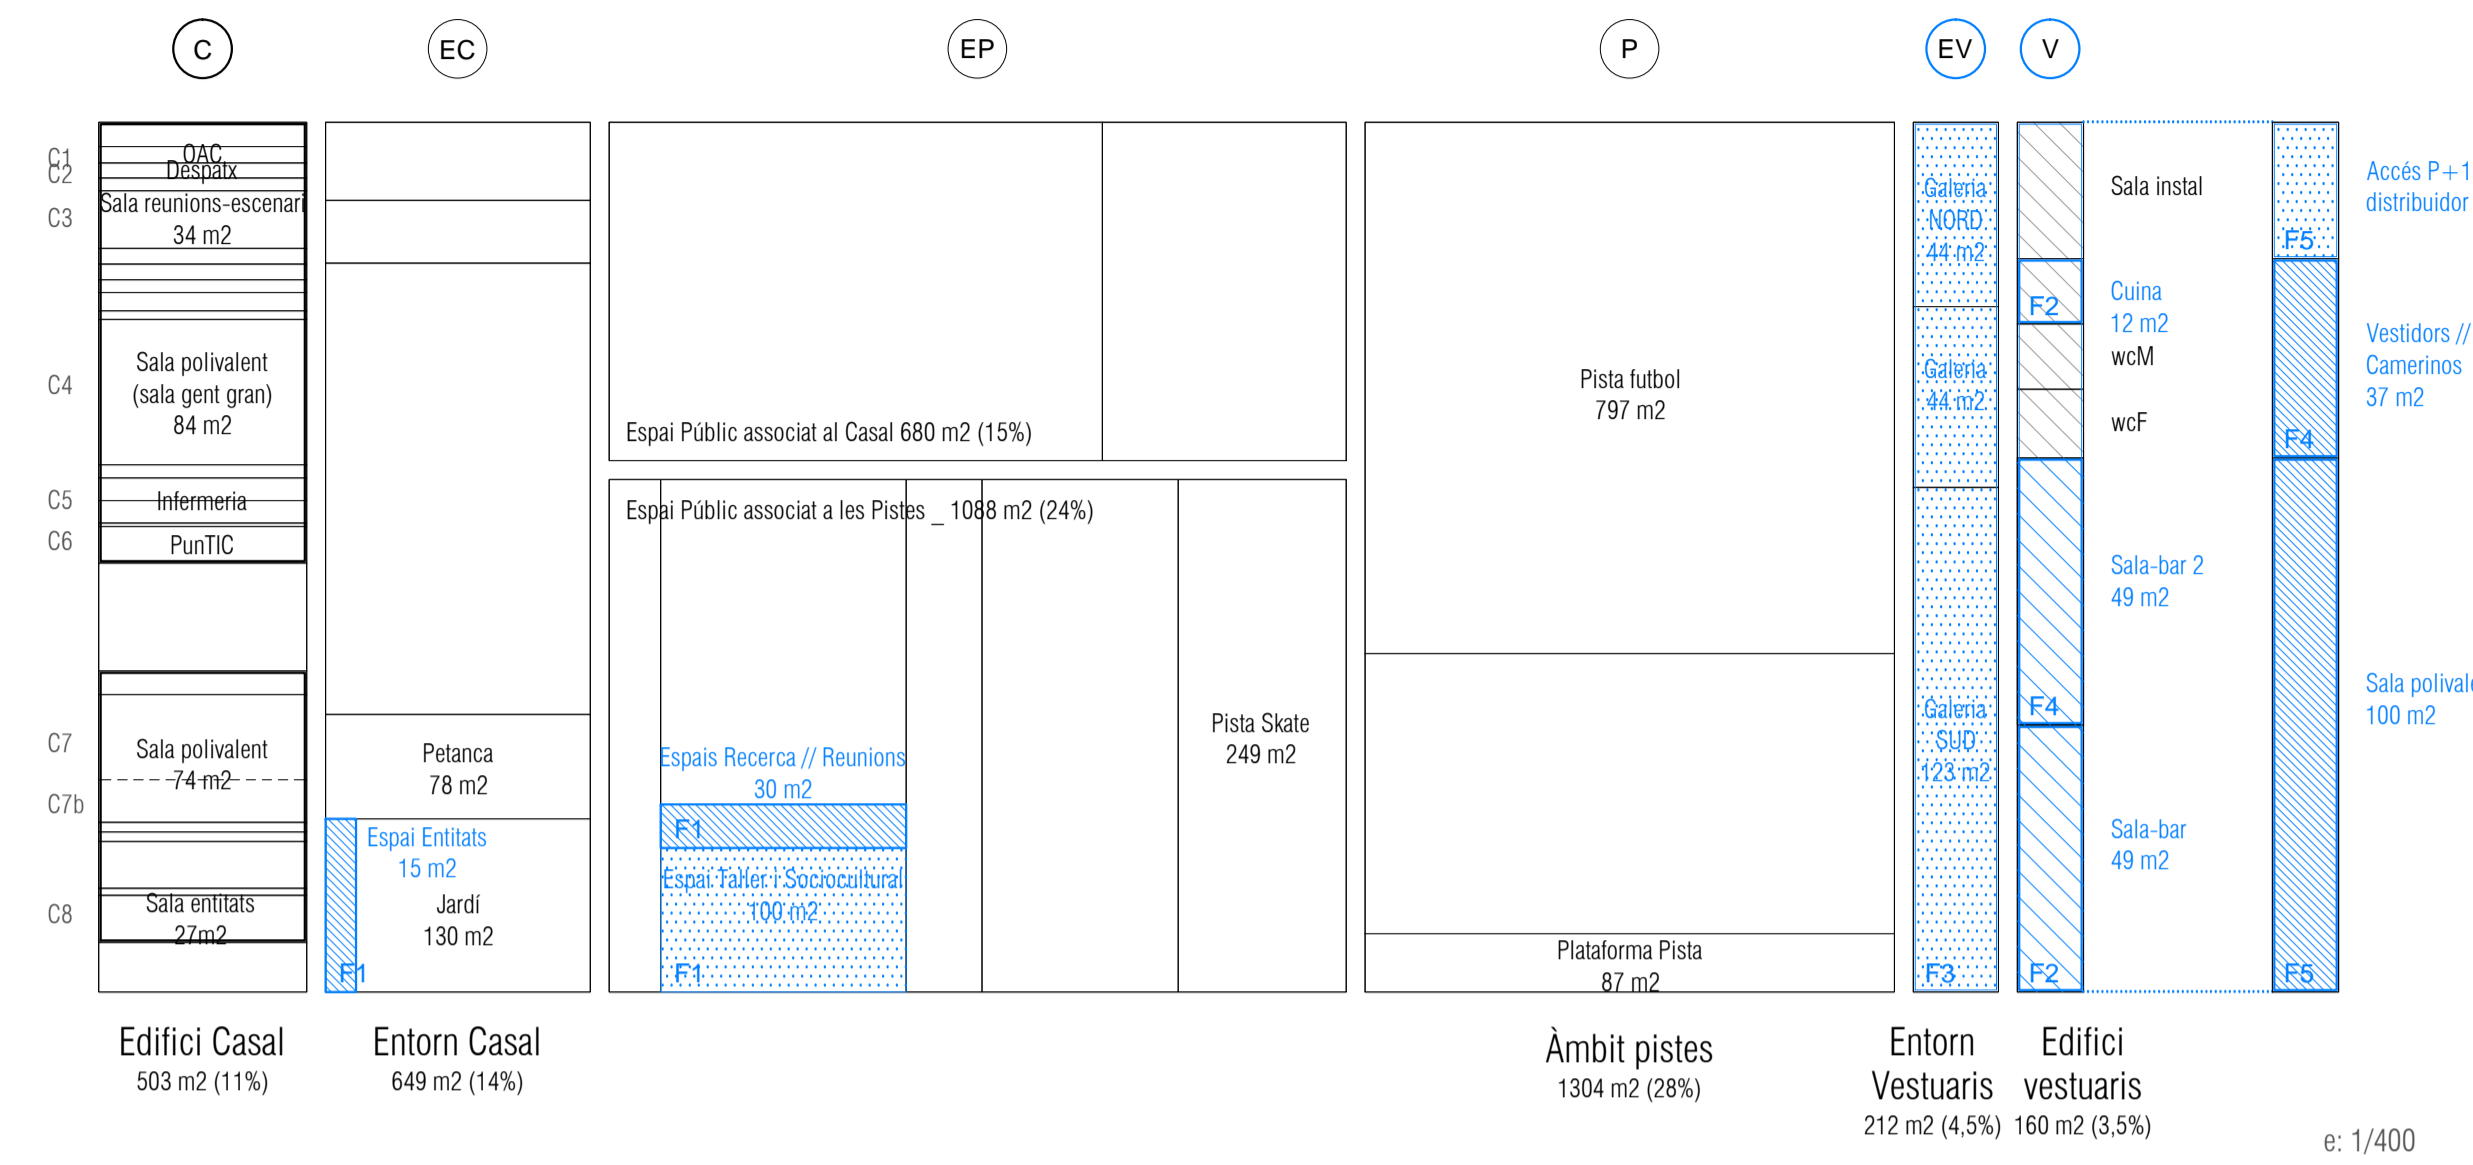 C
EC
EP
P
EV
V
C1
C2
C3
C4
C5
C6
C7
C7b
C8
OAC
Despatx
Sala reunions-escenari
34 m2
Sala polivalent
(sala gent gran)
84 m2
Infermeria
PunTIC
Sala polivalent
74 m2
Sala entitats
27m2
Petanca
78 m2
Espai Entitats
15 m2
Jardí
130 m2
F1
Espai Públic associat al Casal 680 m2 (15%)
Espai Públic associat a les Pistes _ 1088 m2 (24%)
Espais Recerca // Reunions
30 m2
F1
Espai Taller i Sociocultural
100 m2
F1
Pista Skate
249 m2
Pista futbol
797 m2
Plataforma Pista
87 m2
Galeria
NORD
44 m2
Galeria
44 m2
Galeria
SUD
123 m2
F3
F2
F4
F2
Sala instal
Cuina
12 m2
wcM
wcF
Sala-bar 2
49 m2
Sala-bar
49 m2
F5
F4
F5
Accés P+1
distribuidor
Vestidors //
Camerinos
37 m2
100 m2
Sala
Edifici Casal
503 m2 (11%)
Entorn Casal
649 m2 (14%)
Àmbit pistes
1304 m2 (28%)
Entorn
Vestuaris
212 m2 (4,5%)
Edifici
vestuaris
160 m2 (3,5%)
e: 1/400